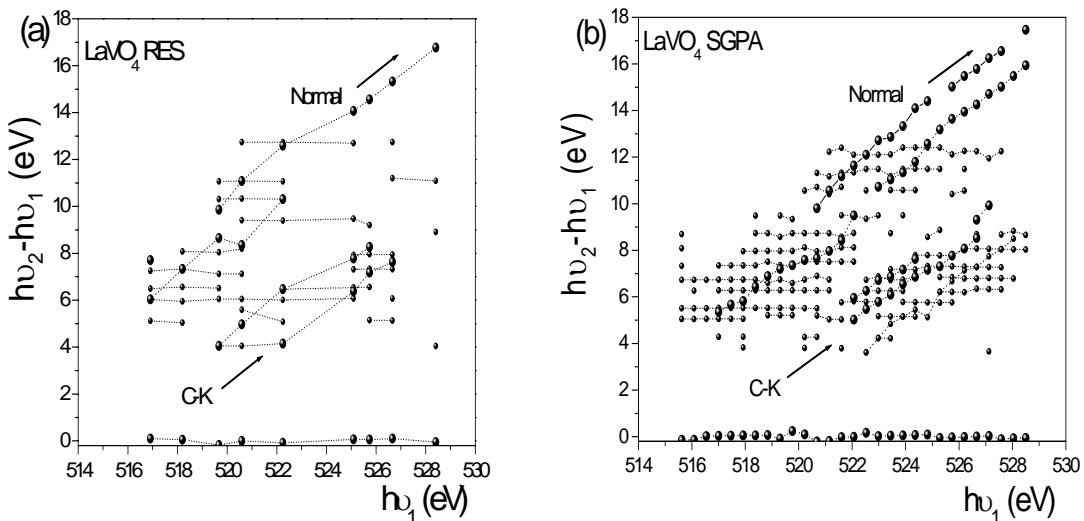 (a)
LaVO4 RES
Normal
C-K
18
16
14
12
10
8
6
4
2
0
514 516 518 520 522 524 526 528 530
hυ2-hυ1 (eV)
hυ1 (eV)
(b)
LaVO4 SGPA
Normal
C-K
18
16
14
12
10
8
6
4
2
0
514 516 518 520 522 524 526 528 530
hυ2-hυ1 (eV)
hυ1 (eV)